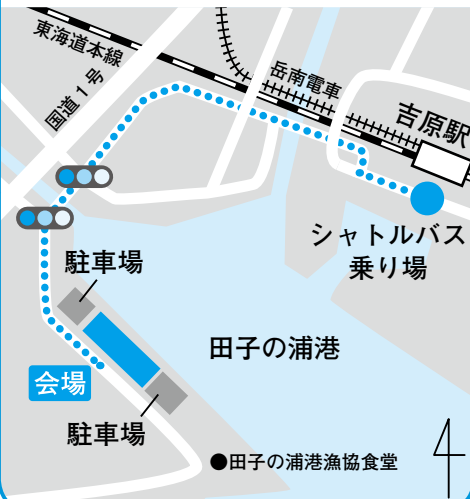 東海道本線
国道1号
岳南電車
吉原駅
シャトルバス
乗り場
駐車場
田子の浦港
会場
駐車場
●田子の浦港漁協食堂